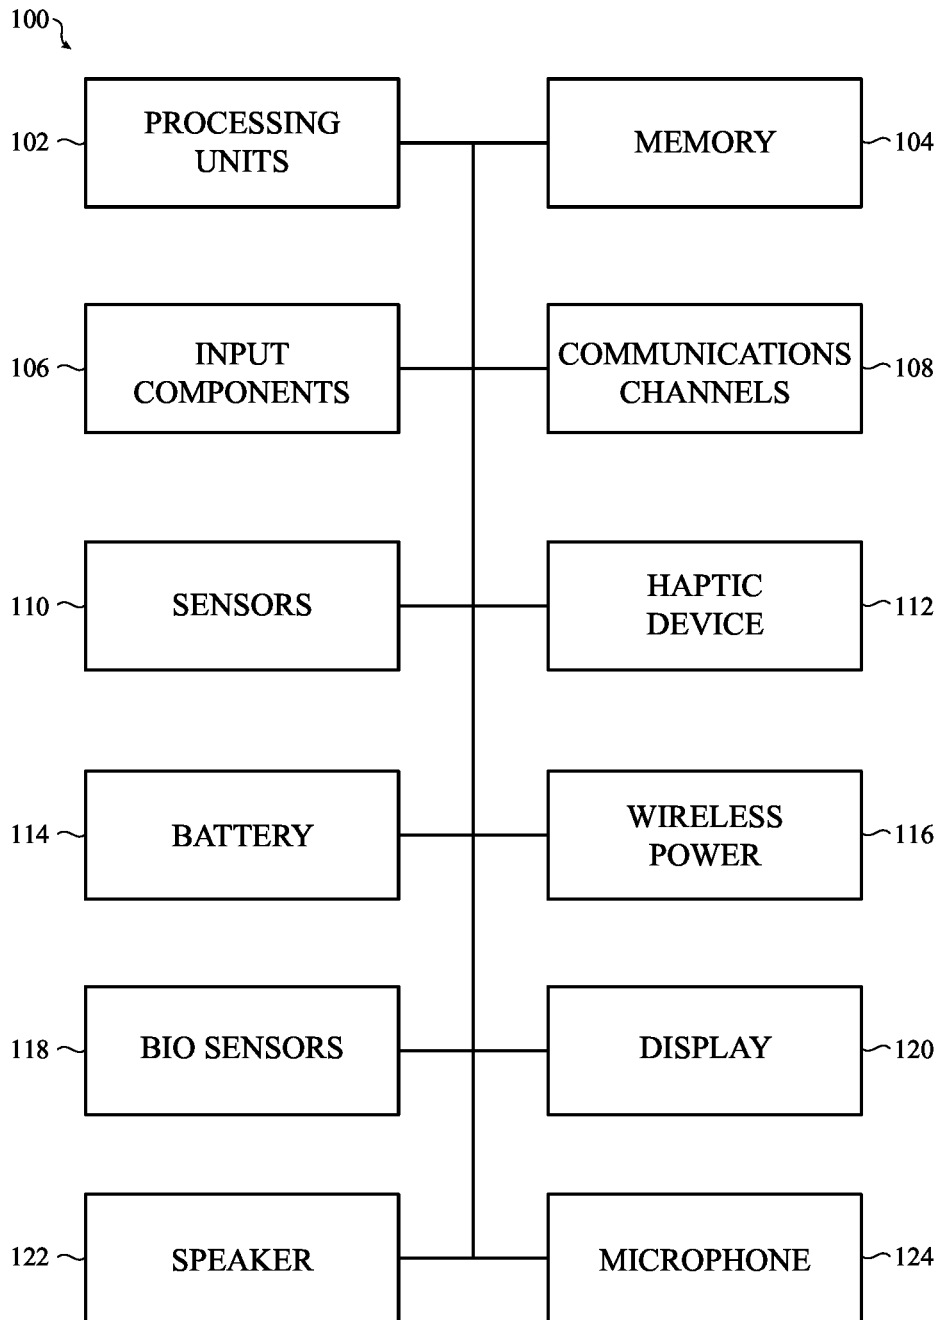 100
102
PROCESSING
UNITS
MEMORY
104
106
INPUT
COMPONENTS
COMMUNICATIONS
CHANNELS
108
110
SENSORS
HAPTIC
DEVICE
112
114
BATTERY
WIRELESS
POWER
116
118
BIO SENSORS
DISPLAY
120
122
SPEAKER
MICROPHONE
124